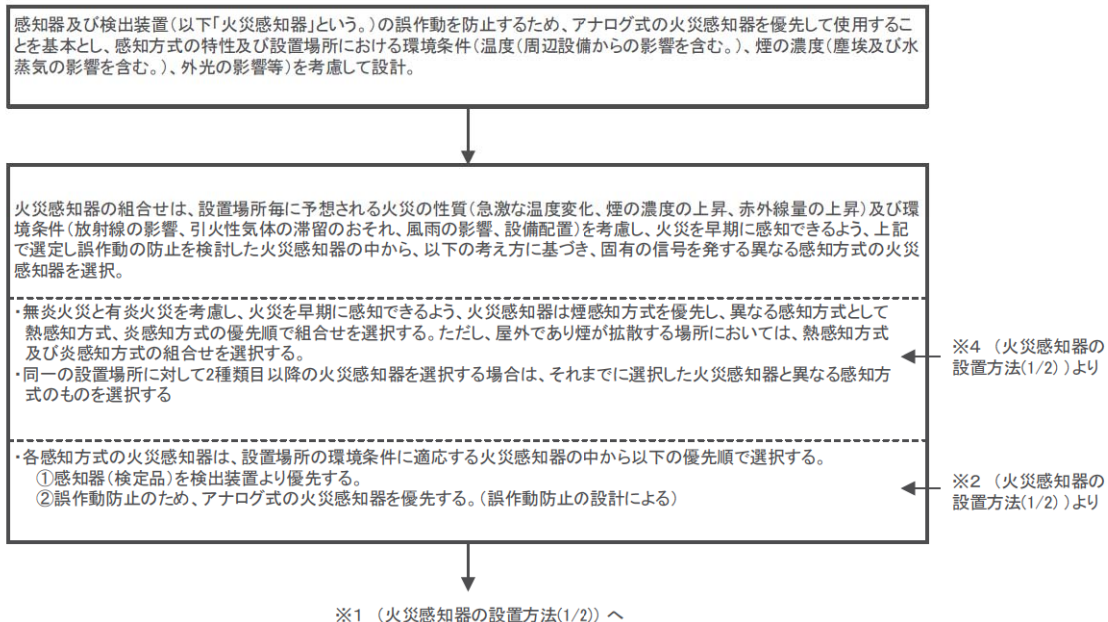 感知器及び検出装置(以下「火災感知器」という。)の誤作動を防止するため、アナログ式の火災感知器を優先して使用するこ
とを基本とし、感知方式の特性及び設置場所における環境条件(温度(周辺設備からの影響を含む。)、煙の濃度(塵埃及び水
蒸気の影響を含む。)、外光の影響等)を考慮して設計。
火災感知器の組合せは、設置場所毎に予想される火災の性質(急激な温度変化、煙の濃度の上昇、赤外線量の上昇)及び環
境条件(放射線の影響、引火性気体の滞留のおそれ、風雨の影響、設備配置)を考慮し、火災を早期に感知できるよう、上記
で選定し誤作動の防止を検討した火災感知器の中から、以下の考え方に基づき、固有の信号を発する異なる感知方式の火災
感知器を選択。
・無炎火災と有炎火災を考慮し、火災を早期に感知できるよう、火災感知器は煙感知方式を優先し、異なる感知方式として
熱感知方式、炎感知方式の優先順で組合せを選択する。ただし、屋外であり煙が拡散する場所においては、熱感知方式
及び炎感知方式の組合せを選択する。
・同一の設置場所に対して2種類目以降の火災感知器を選択する場合は、それまでに選択した火災感知器と異なる感知方
式のものを選択する
※4 (火災感知器の
設置方法(1/2) )より
・各感知方式の火災感知器は、設置場所の環境条件に適応する火災感知器の中から以下の優先順で選択する。
①感知器(検定品)を検出装置より優先する。
②誤作動防止のため、アナログ式の火災感知器を優先する。(誤作動防止の設計による)
※2 (火災感知器の
設置方法(1/2) )より
※1 (火災感知器の設置方法(1/2)) へ